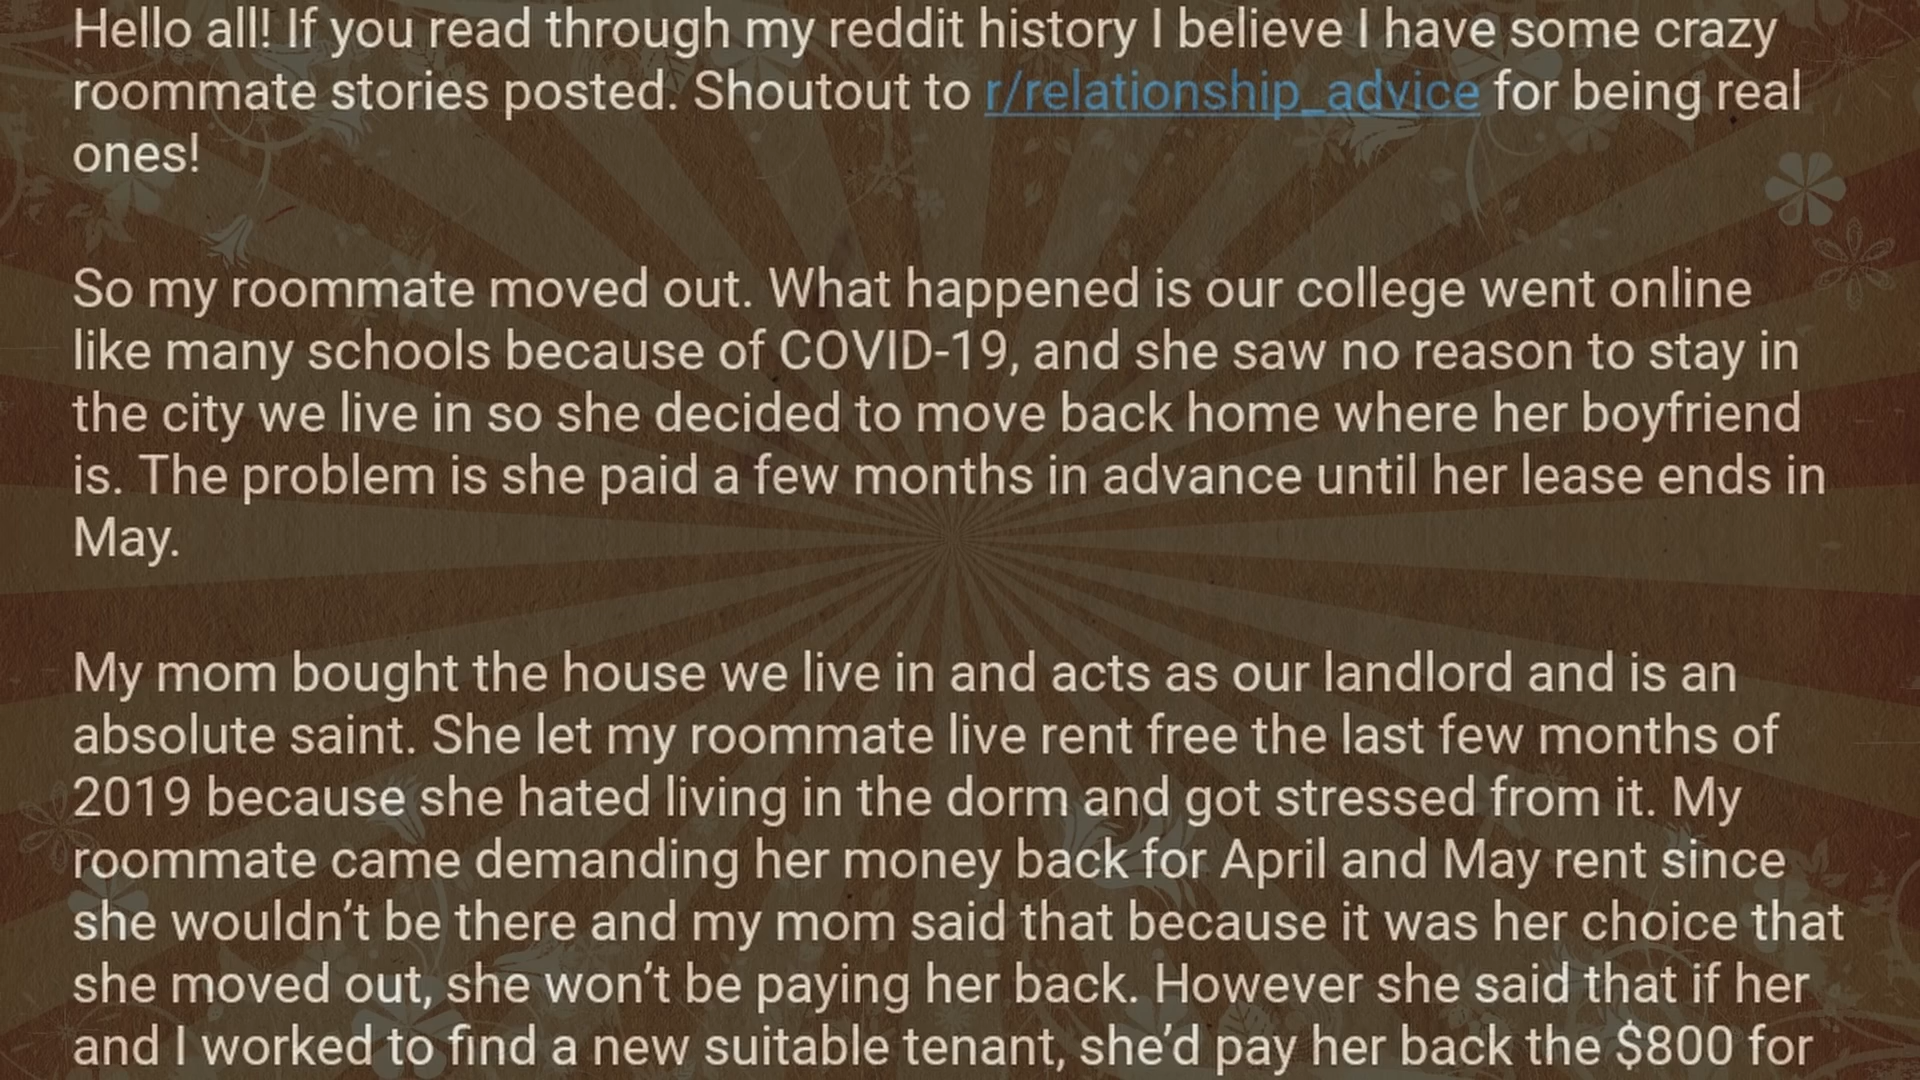 Hello all! If you read through my reddit history I believe I have some crazy
roommate stories posted. Shoutout to r/relationship_advice for being real
ones!
So my roommate moved out. What happened is our college went online
like many schools because of COVID-19, and she saw no reason to stay in
the city we live in so she decided to move back home where her boyfriend
is. The problem is she paid a few months in advance until her lease ends in
May.
My mom bought the house we live in and acts as our landlord and is an
absolute saint. She let my roommate live rent free the last few months of
2019 because she hated living in the dorm and got stressed from it. My
roommate came demanding her money back for April and May rent since
she wouldn’t be there and my mom said that because it was her choice that
she moved out, she won’t be paying her back. However she said that if her
and I worked to find a new suitable tenant, she’d pay her back the $800 for